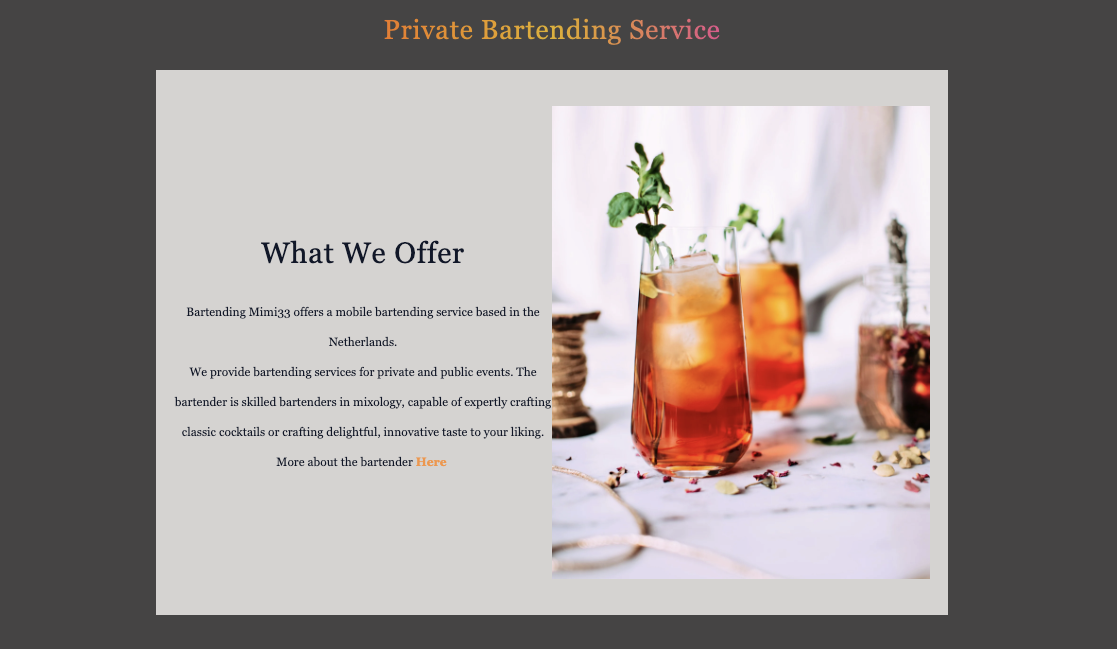 Private Bartending Service
What We Offer
Bartending Mimi33 offers a mobile bartending service based in the
Netherlands.
We provide bartending services for private and public events. The
bartender is skilled bartenders in mixology, capable of expertly crafting
classic cocktails or crafting delightful, innovative taste to your liking.
More about the bartender Here